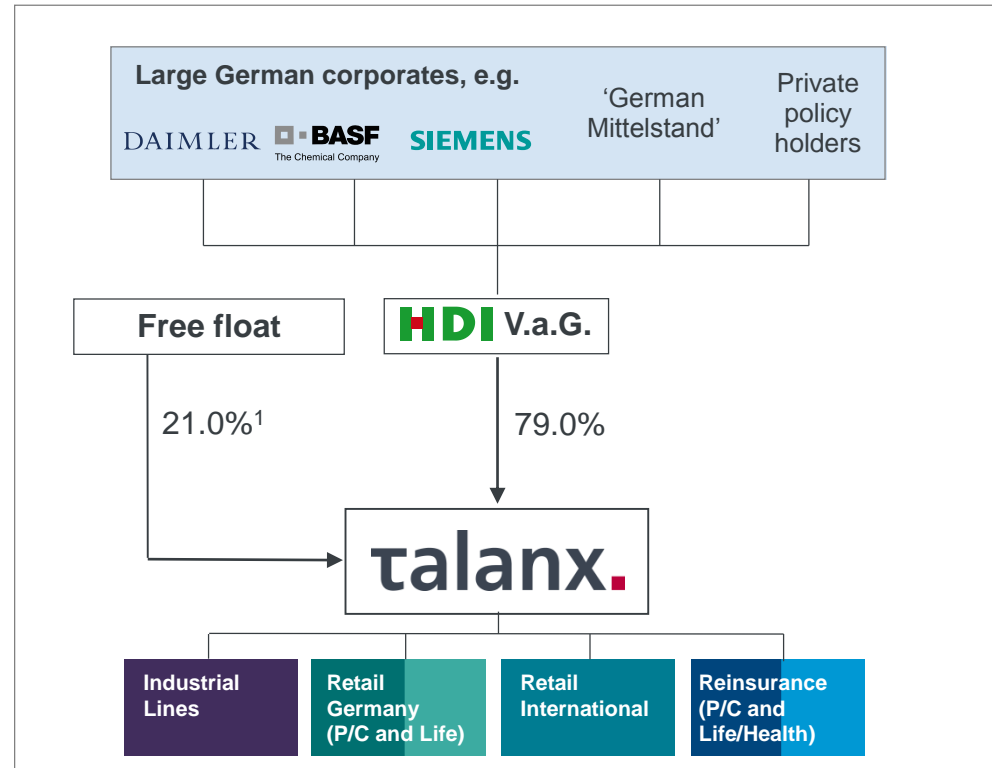 Large German corporates, e.g.
DAIMLER
BASF
The Chemical Company
SIEMENS
‘German
Mittelstand’
Private
policy
holders
Free float
HDI V.a.G.
21.0%¹
79.0%
τalanx.
Industrial
Lines
Retail
Germany
(P/C and Life)
Retail
International
Reinsurance
(P/C and
Life/Health)